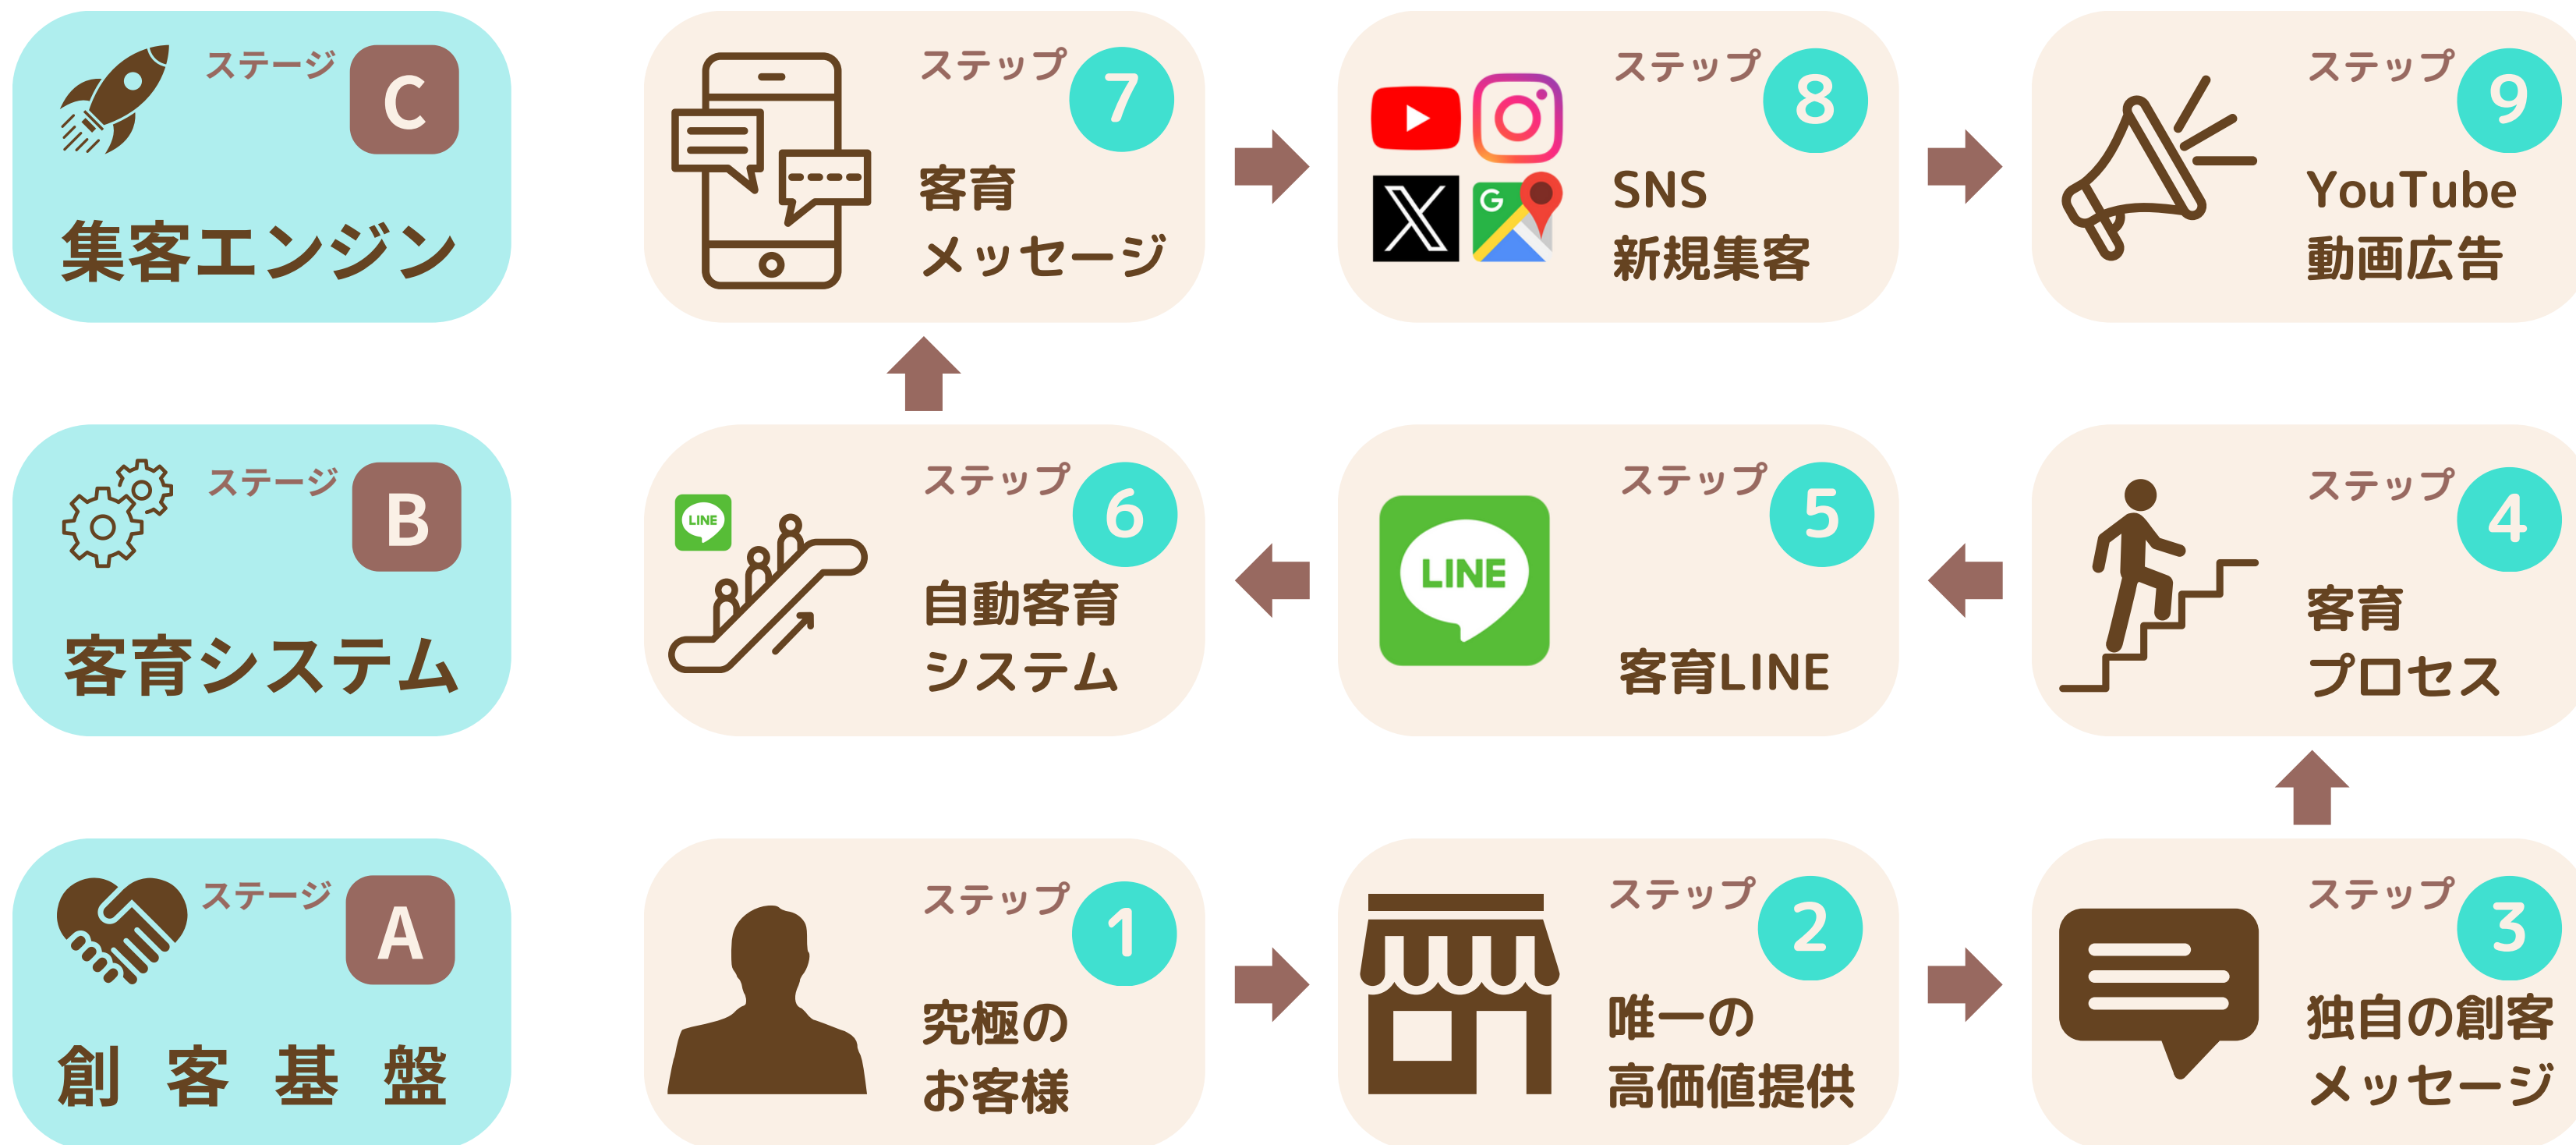 ステージ C
集客エンジン
ステップ 7
客育
メッセージ
ステップ 8
SNS
新規集客
G
ステップ 9
YouTube
動画広告
ステージ B
客育システム
LINE
ステップ 6
自動客育
システム
LINE
ステップ 5
客育LINE
ステップ 4
客育
プロセス
ステージ A
創客基盤
ステップ 1
究極の
お客様
ステップ 2
唯一の
高価値提供
ステップ 3
独自の創客
メッセージ